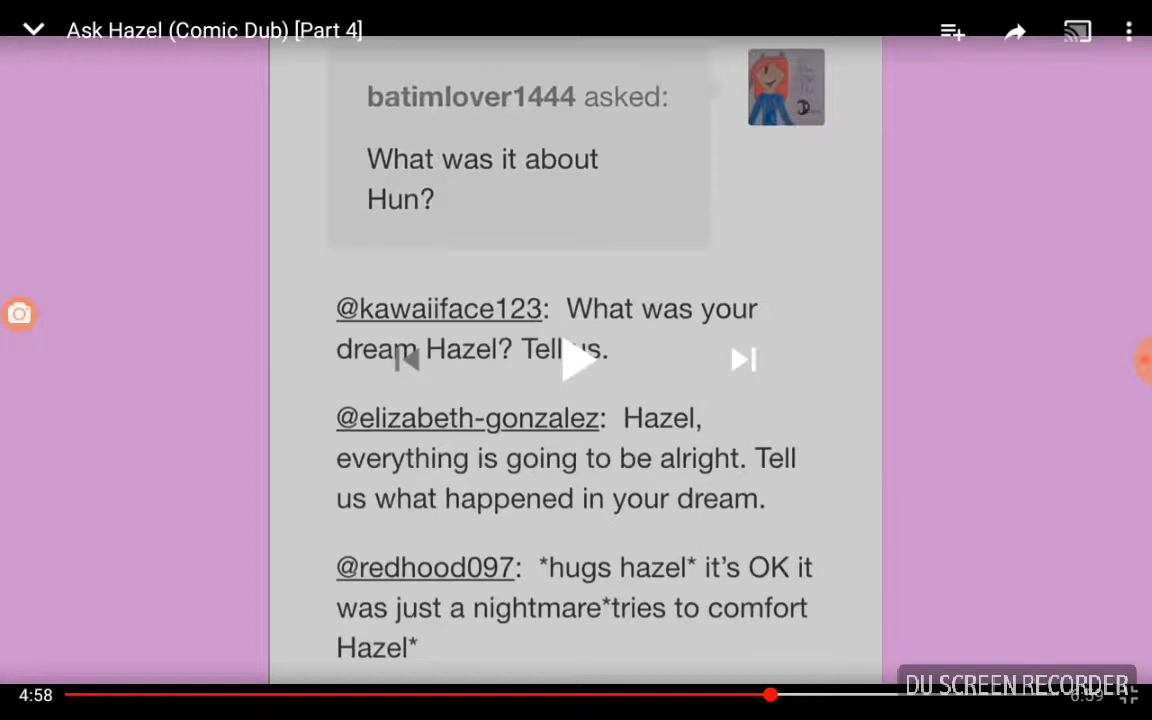 Ask Hazel (Comic Dub) [Part 4]
batimlover1444 asked:
What was it about
Hun?
@kawaiiface123: What was your
dream Hazel? Tell us.
@elizabeth-gonzalez: Hazel,
everything is going to be alright. Tell
us what happened in your dream.
@redhood097: *hugs hazel* it's OK it
was just a nightmare*tries to comfort
Hazel*
4:58
DU SCREEN RECORDER